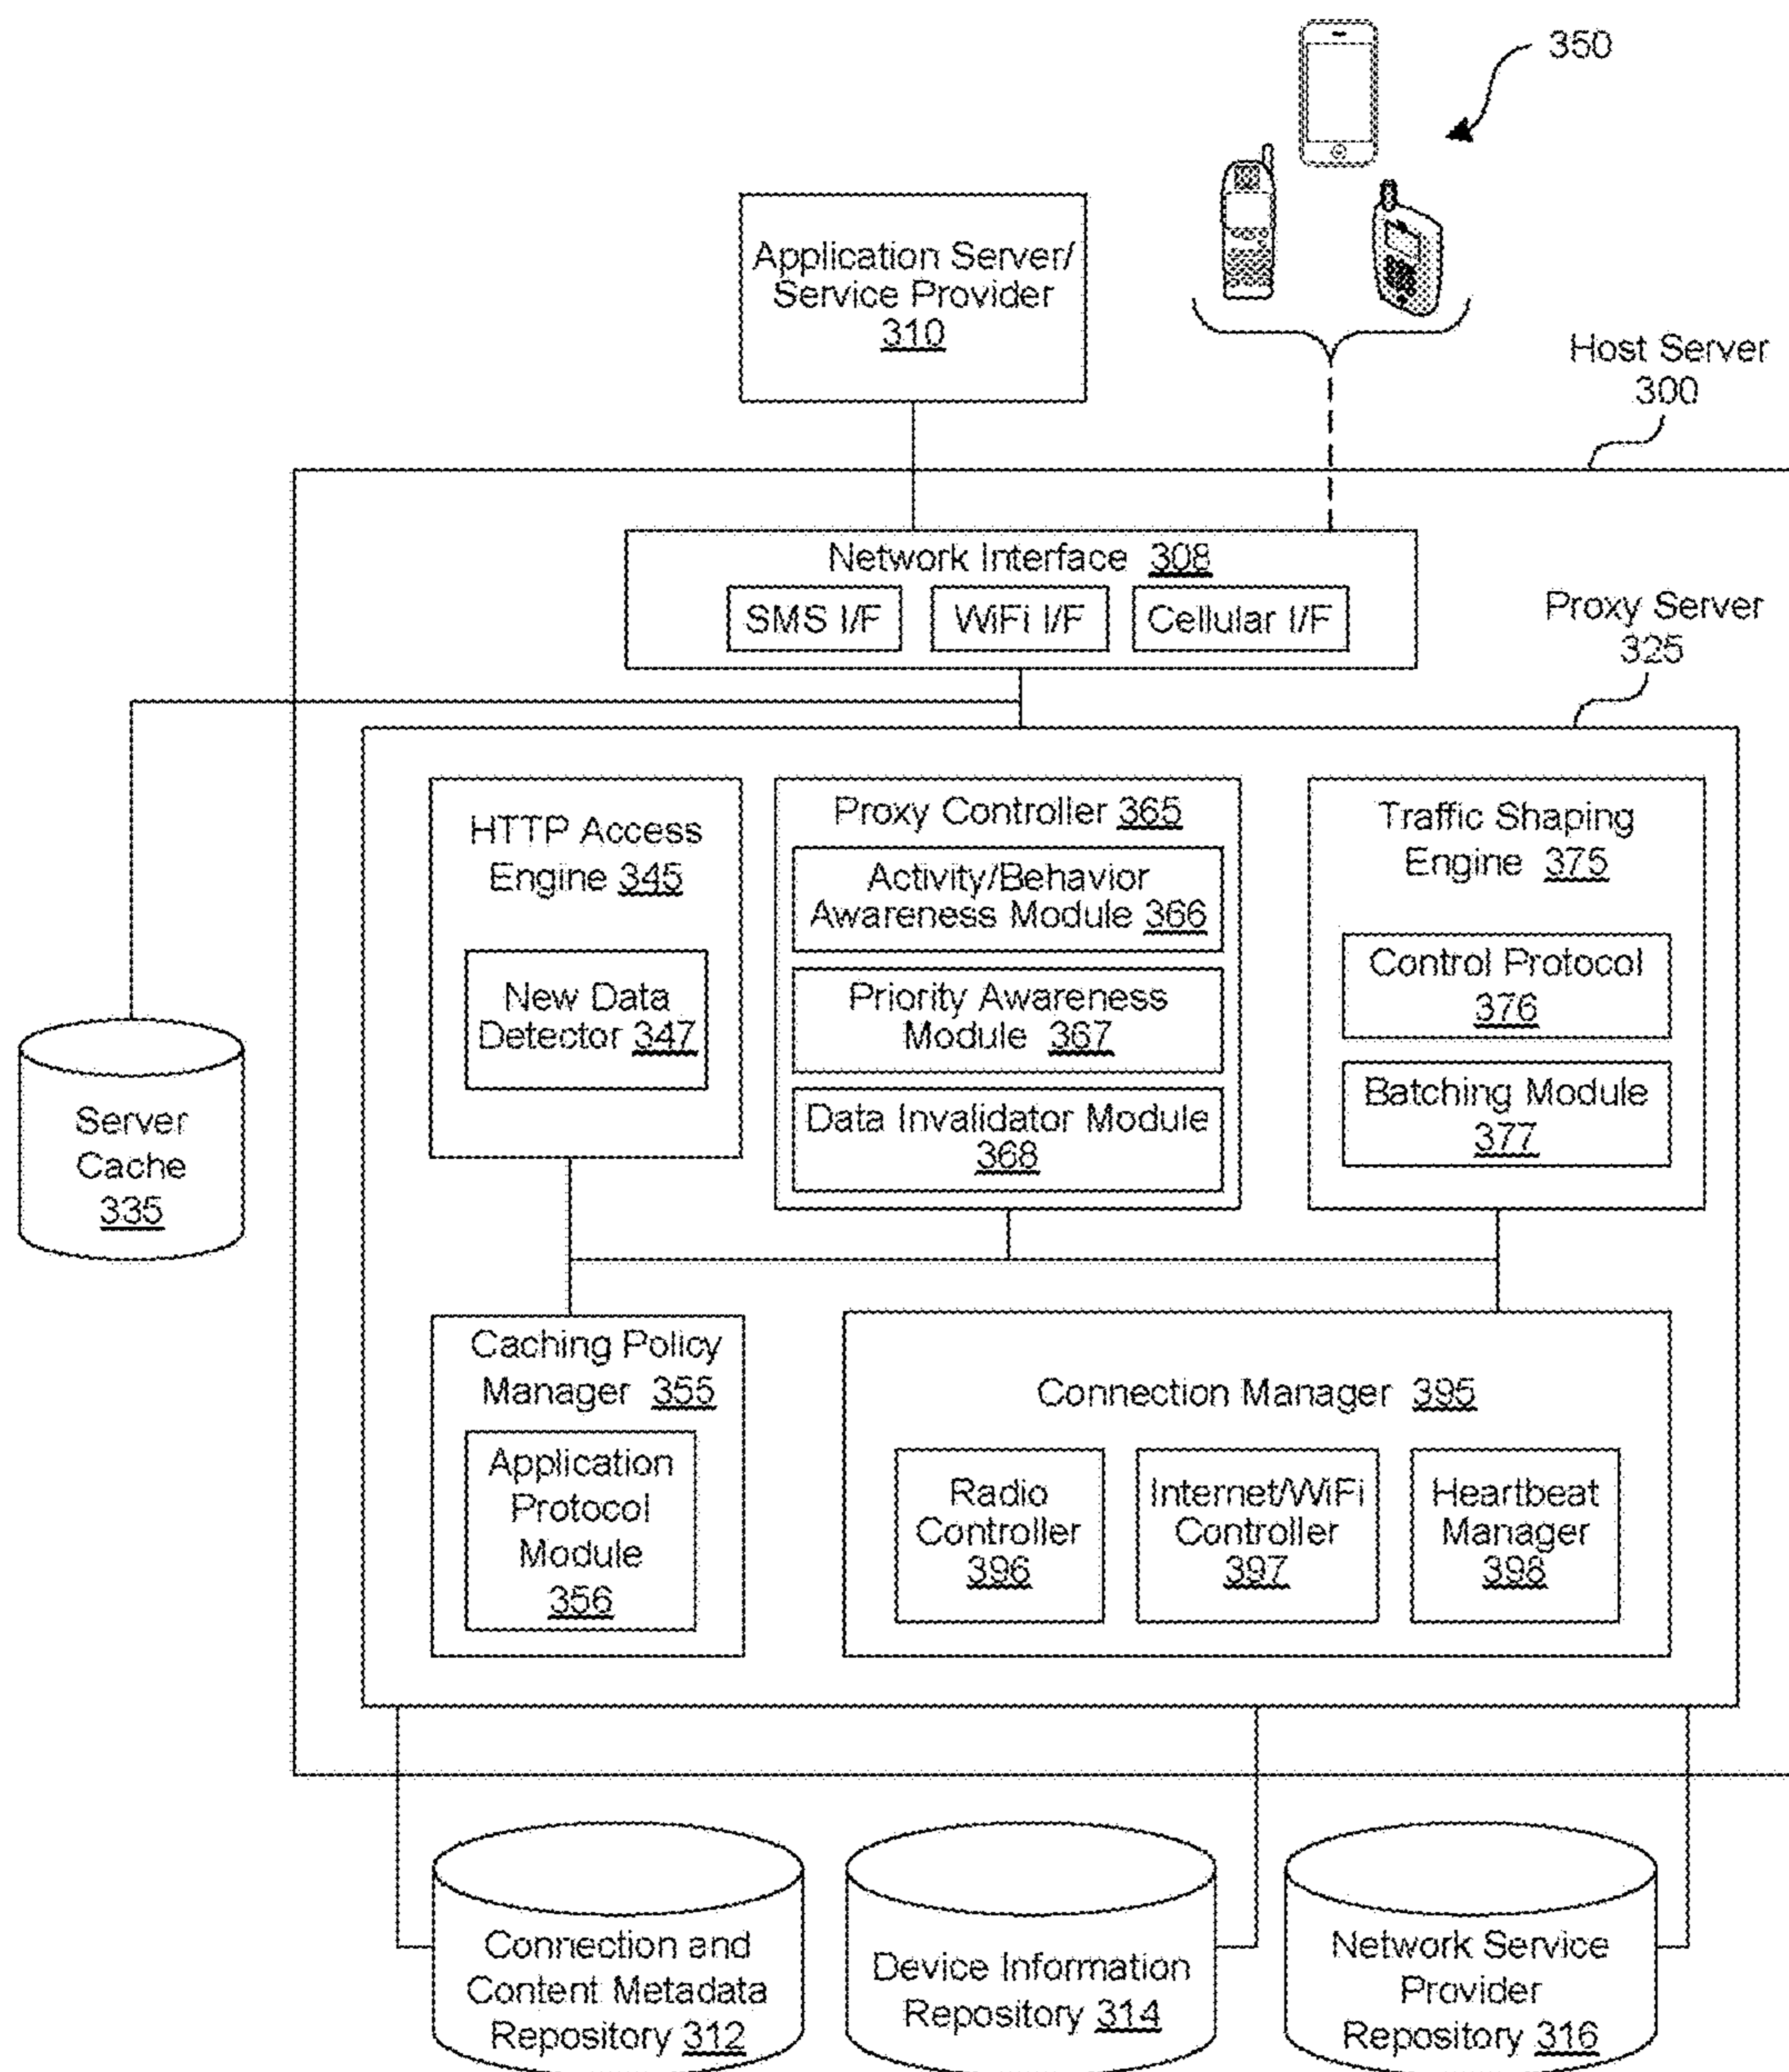 350
Application Server/
Service Provider
310
Host Server
300
Network Interface 308
SMS I/F
WiFi I/F
Cellular I/F
Proxy Server
325
HTTP Access
Engine 345
New Data
Detector 347
Proxy Controller 365
Activity/Behavior
Awareness Module 366
Priority Awareness
Module 367
Data Invalidator Module
368
Traffic Shaping
Engine 375
Control Protocol
376
Batching Module
377
Server
Cache
335
Caching Policy
Manager 355
Application
Protocol
Module
356
Connection Manager 395
Radio
Controller
396
Internet/WiFi
Controller
397
Heartbeat
Manager
398
Connection and
Content Metadata
Repository 312
Device Information
Repository 314
Network Service
Provider
Repository 316